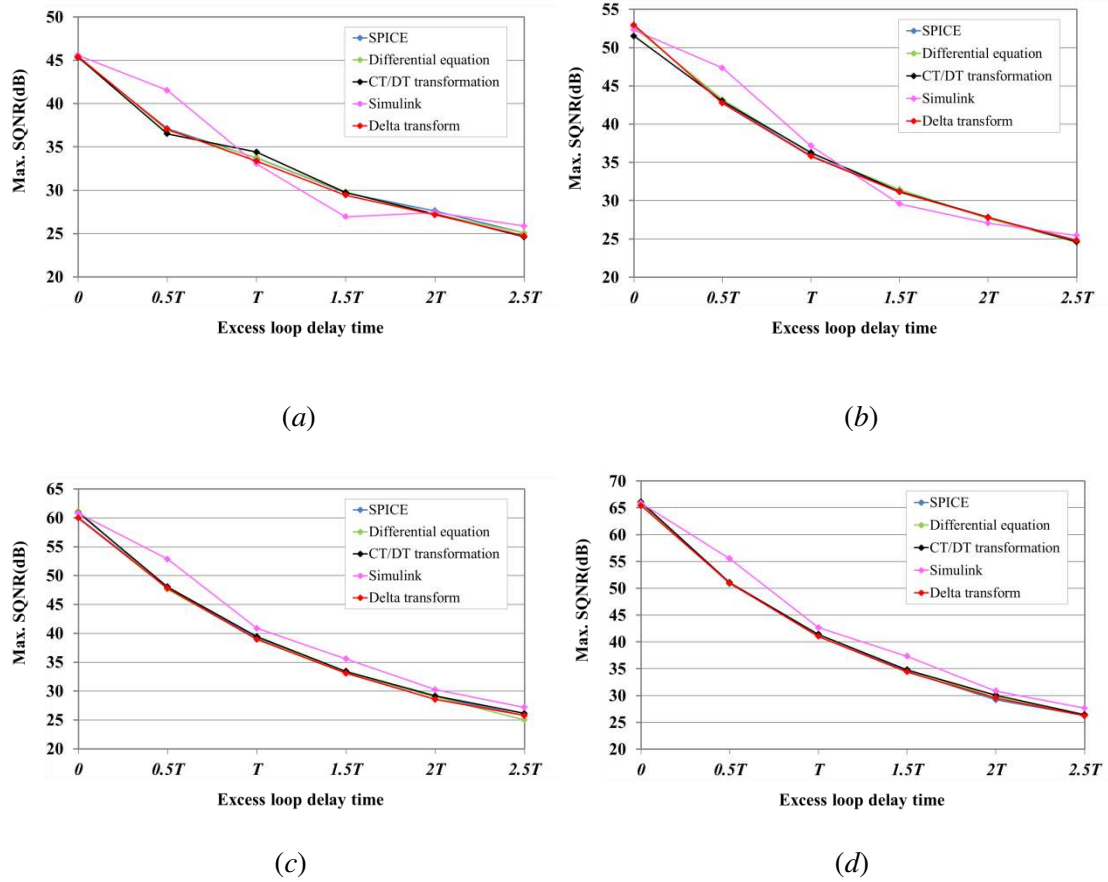 Max. SQNR(dB)
50
45
40
35
30
25
20
0 0.5T T 1.5T 2T 2.5T
Excess loop delay time
SPICE
Differential equation
CT/DT transformation
Simulink
Delta transform
(a)
Max. SQNR(dB)
55
50
45
40
35
30
25
20
0 0.5T T 1.5T 2T 2.5T
Excess loop delay time
SPICE
Differential equation
CT/DT transformation
Simulink
Delta transform
(b)
Max. SQNR(dB)
65
60
55
50
45
40
35
30
25
20
0 0.5T T 1.5T 2T 2.5T
Excess loop delay time
SPICE
Differential equation
CT/DT transformation
Simulink
Delta transform
(c)
Max. SQNR(dB)
70
65
60
55
50
45
40
35
30
25
20
0 0.5T T 1.5T 2T 2.5T
Excess loop delay time
SPICE
Differential equation
CT/DT transformation
Simulink
Delta transform
(d)